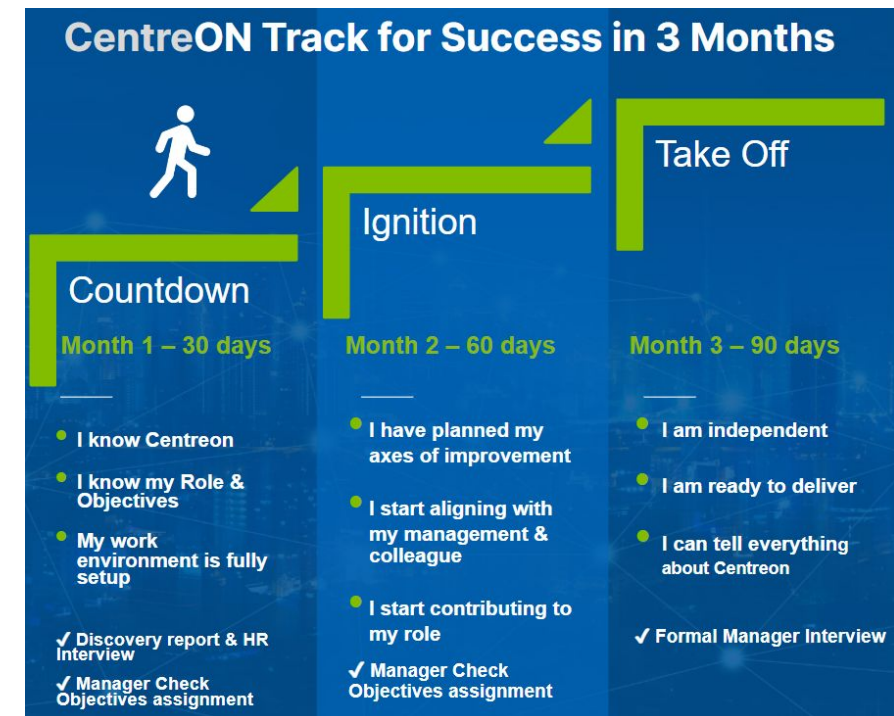 CentreON Track for Success in 3 Months
Countdown
Month 1 – 30 days
• I know Centreon
• I know my Role &
Objectives
• My work
environment is fully
setup
✓ Discovery report & HR
Interview
✓ Manager Check
Objectives assignment
Ignition
Month 2 – 60 days
• I have planned my
axes of improvement
• I start aligning with
my management &
colleague
• I start contributing to
my role
✓ Manager Check
Objectives assignment
Take Off
Month 3 – 90 days
• I am independent
• I am ready to deliver
• I can tell everything
about Centreon
✓ Formal Manager Interview